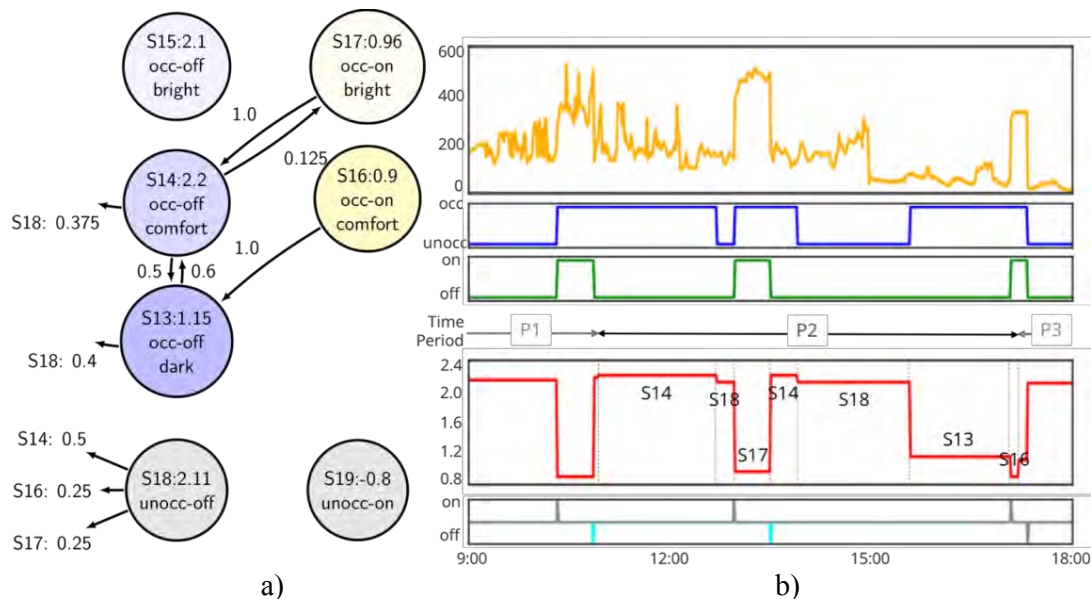 S15:2.1
occ-off
bright
S17:0.96
occ-on
bright
1.0
0.125
S14:2.2
occ-off
comfort
S16:0.9
occ-on
comfort
S18: 0.375
1.0
0.5
0.6
S13:1.15
occ-off
dark
S18: 0.4
S14: 0.5
S18:2.11
unocc-off
S19:-0.8
unocc-on
S16: 0.25
S17: 0.25
a)
600
400
200
0
occ
unocc
on
off
Time
Period
P1
P2
P3
2.4
2.0
1.6
1.2
0.8
S14
S18
S14
S18
S17
S13
S16
on
off
9:00
12:00
15:00
18:00
b)